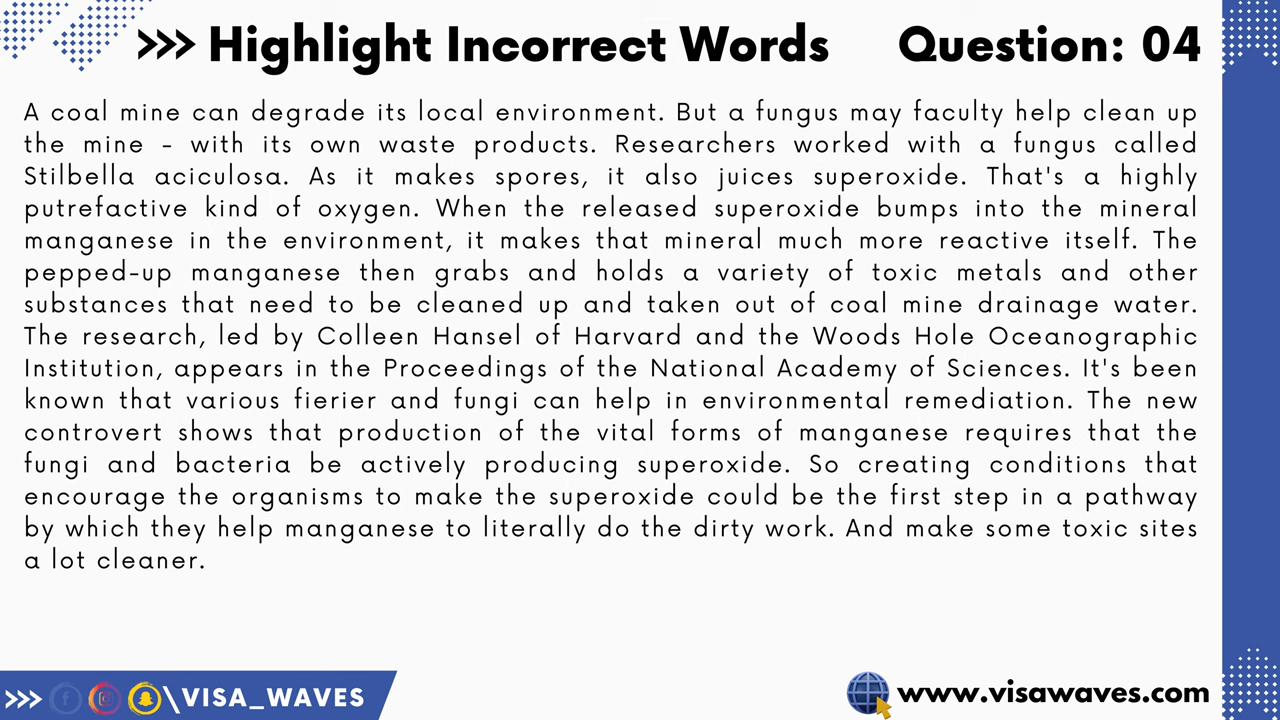 >>> Highlight Incorrect Words Question: 04
A coal mine can degrade its local environment. But a fungus may faculty help clean up
the mine - with its own waste products. Researchers worked with a fungus called
Stilbella aciculosa. As it makes spores, it also juices superoxide. That's a highly
putrefactive kind of oxygen. When the released superoxide bumps into the mineral
manganese in the environment, it makes that mineral much more reactive itself. The
pepped-up manganese then grabs and holds a variety of toxic metals and other
substances that need to be cleaned up and taken out of coal mine drainage water.
The research, led by Colleen Hansel of Harvard and the Woods Hole Oceanographic
Institution, appears in the Proceedings of the National Academy of Sciences. It's been
known that various fierier and fungi can help in environmental remediation. The new
controvert shows that production of the vital forms of manganese requires that the
fungi and bacteria be actively producing superoxide. So creating conditions that
encourage the organisms to make the superoxide could be the first step in a pathway
by which they help manganese to literally do the dirty work. And make some toxic sites
a lot cleaner.
>>> \VISA_WAVES www.visawaves.com